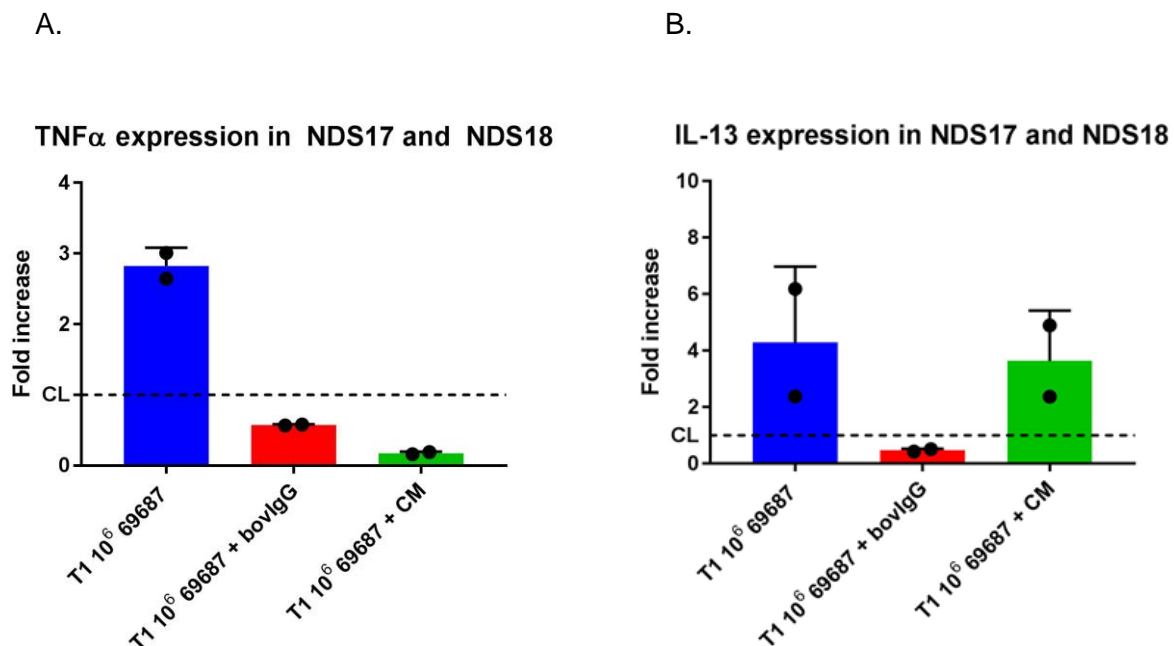 A.
B.
TNFα expression in NDS17 and NDS18
Fold increase
4
3
2
CL
0
T1 10⁶ 69687
T1 10⁶ 69687 + bovIgG
T1 10⁶ 69687 + CM
IL-13 expression in NDS17 and NDS18
Fold increase
10
8
6
4
2
CL
0
T1 10⁶ 69687
T1 10⁶ 69687 + bovIgG
T1 10⁶ 69687 + CM